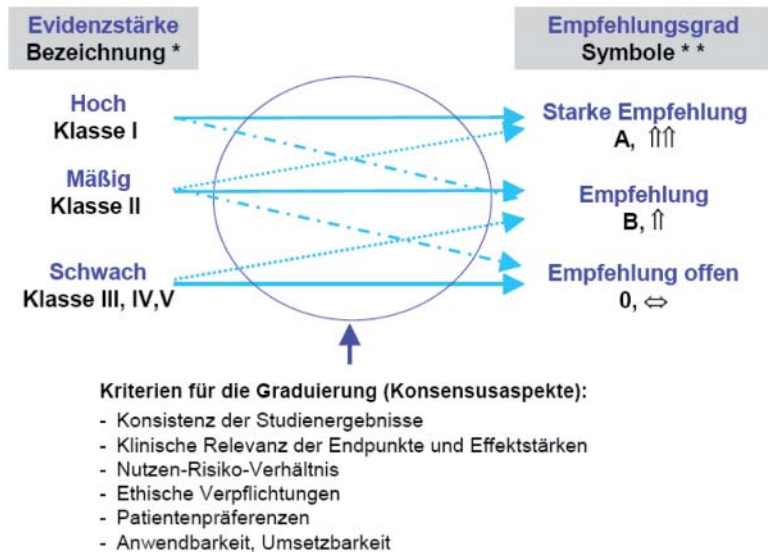 Evidenzstärke
Bezeichnung *
Empfehlungsgrad
Symbole * *
Hoch
Klasse I
Starke Empfehlung
A, ⇑⇑
Mäßig
Klasse II
Empfehlung
B, ⇑
Schwach
Klasse III, IV,V
Empfehlung offen
0, ⇔
Kriterien für die Graduierung (Konsensusaspekte):
- Konsistenz der Studienergebnisse
- Klinische Relevanz der Endpunkte und Effektstärken
- Nutzen-Risiko-Verhältnis
- Ethische Verpflichtungen
- Patientenpräferenzen
- Anwendbarkeit, Umsetzbarkeit